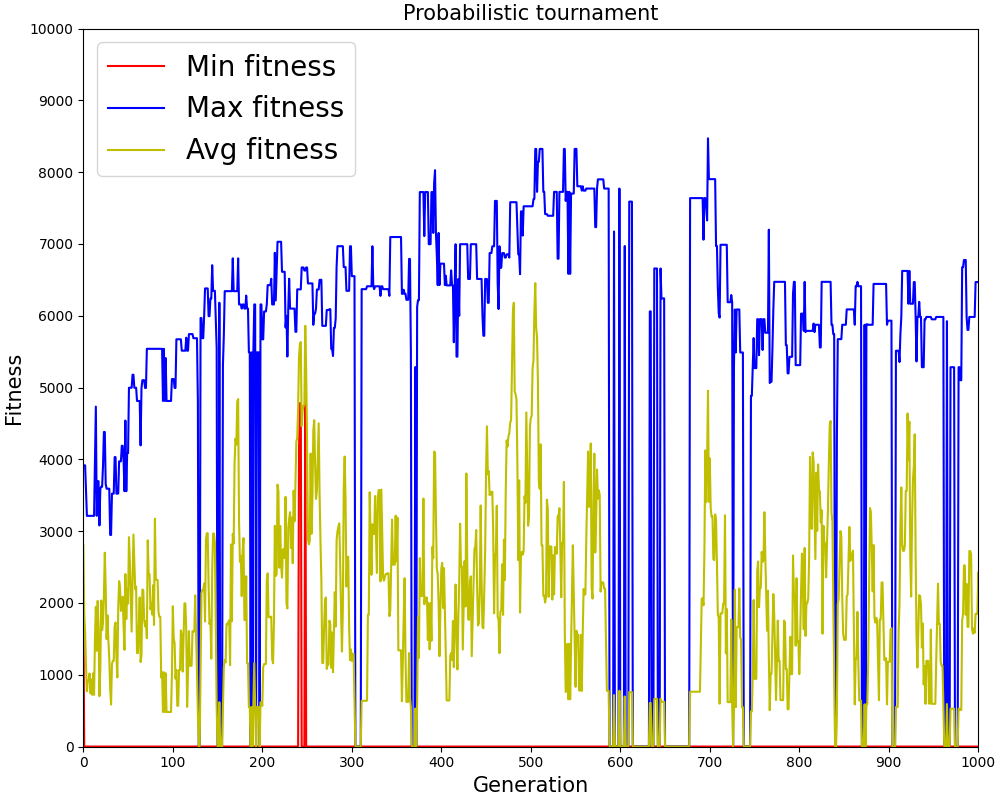 Probabilistic tournament
10000
9000
8000
7000
6000
5000
4000
3000
2000
1000
0
Min fitness
Max fitness
Avg fitness
Fitness
0 100 200 300 400 500 600 700 800 900 1000
Generation